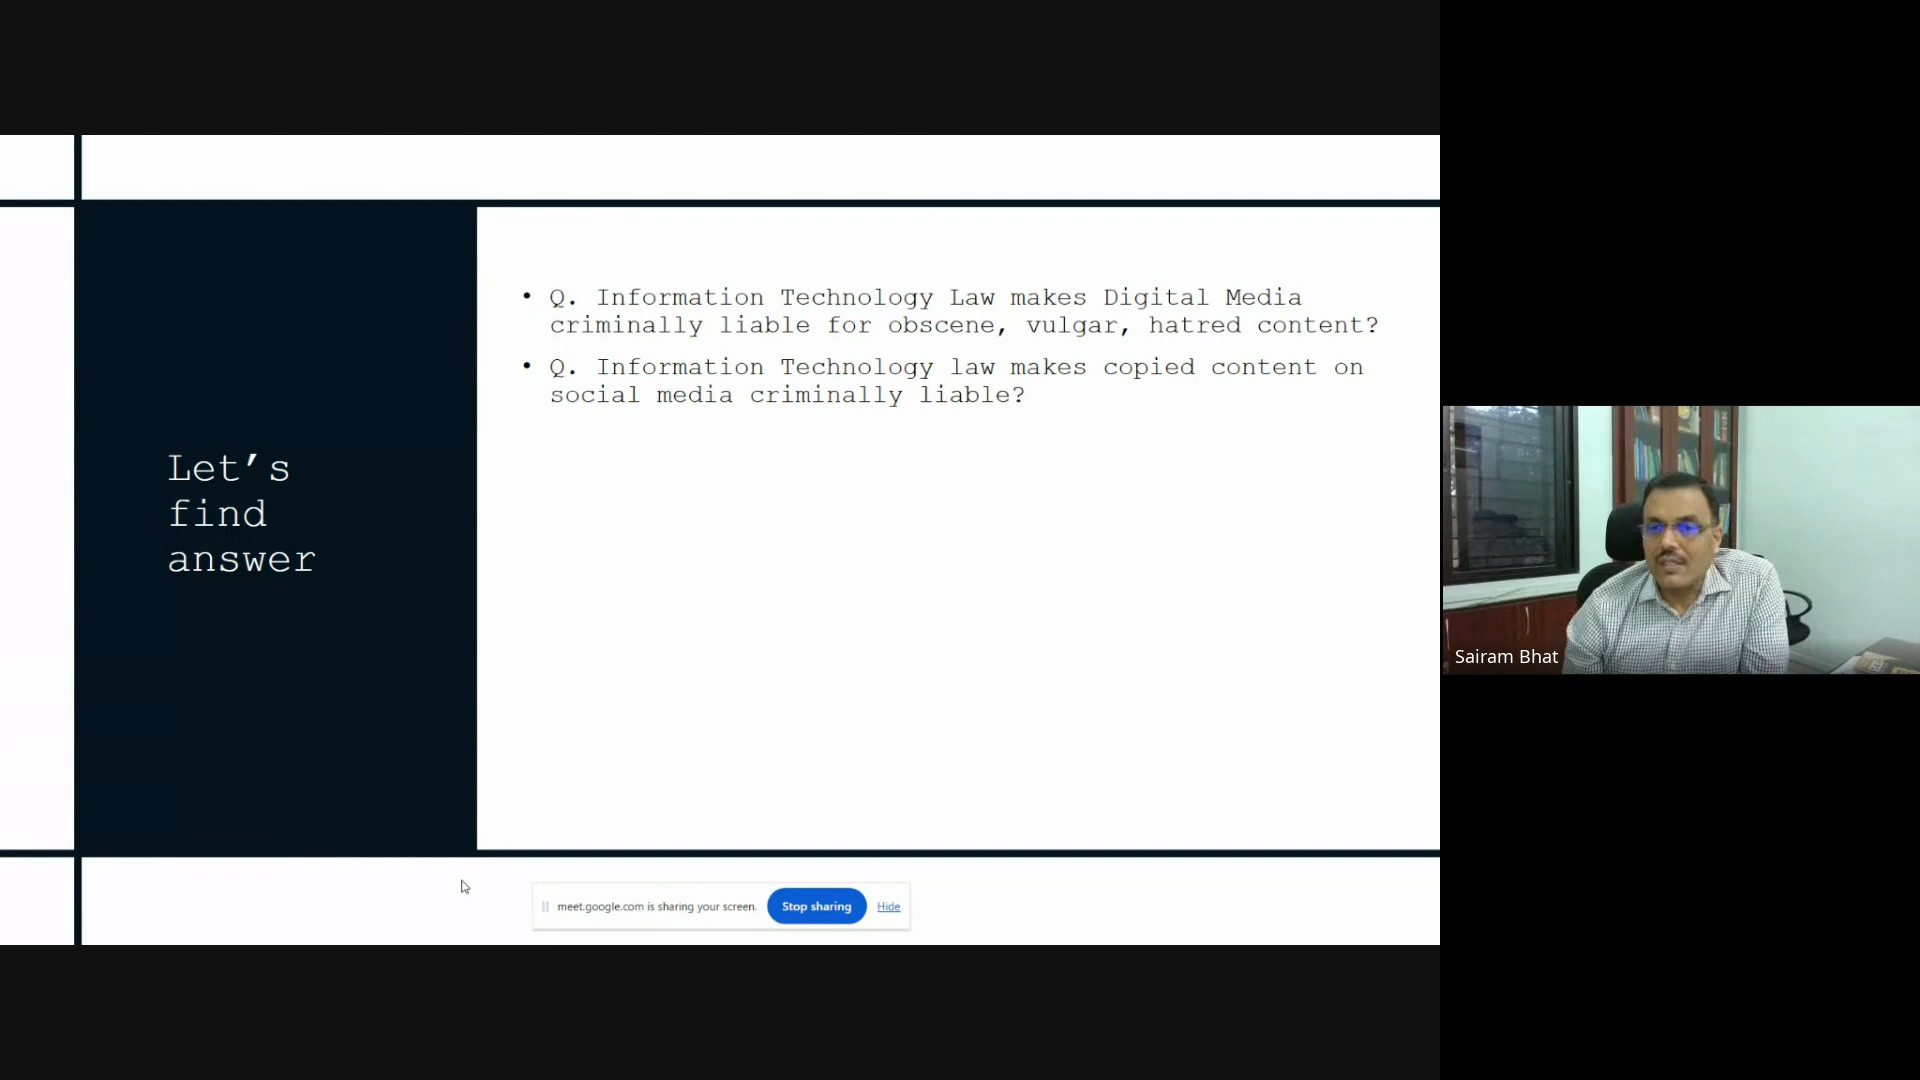 Let's
find
answer
• Q. Information Technology Law makes Digital Media
criminally liable for obscene, vulgar, hatred content?
• Q. Information Technology law makes copied content on
social media criminally liable?
meet.google.com is sharing your screen. Stop sharing Hide
Sairam Bhat